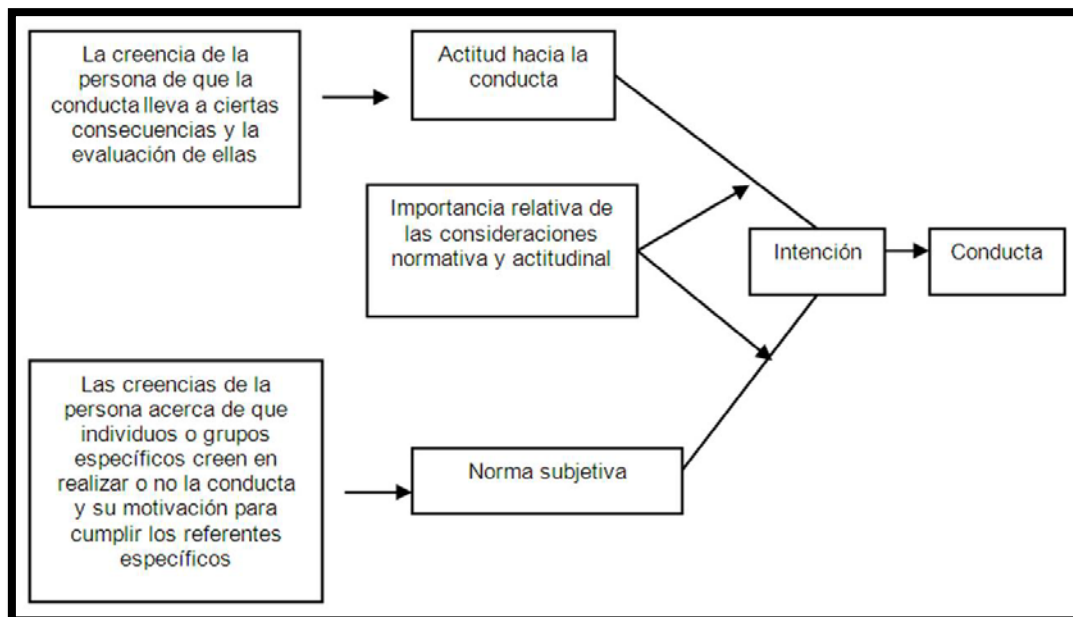 La creencia de la
persona de que la
conducta lleva a ciertas
consecuencias y la
evaluación de ellas
Actitud hacia la
conducta
Importancia relativa de
las consideraciones
normativa y actitudinal
Intención
Conducta
Las creencias de la
persona acerca de que
individuos o grupos
específicos creen en
realizar o no la conducta
y su motivación para
cumplir los referentes
específicos
Norma subjetiva